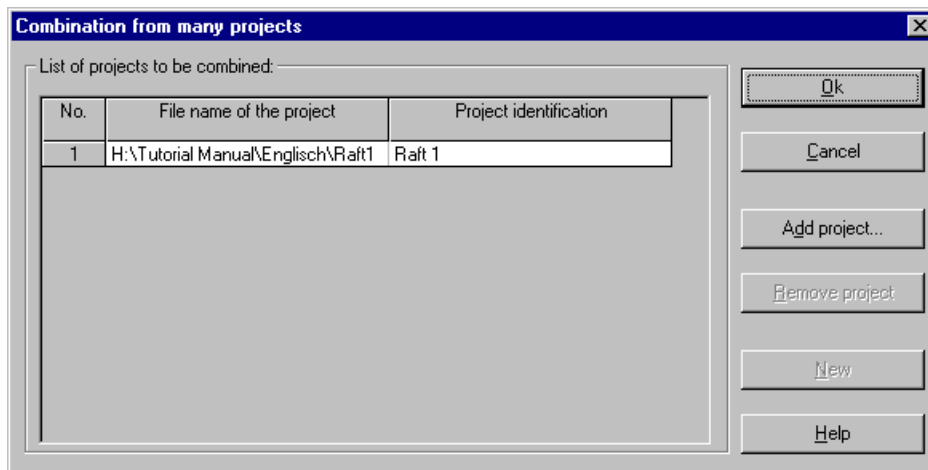 Combination from many projects
List of projects to be combined:
No. File name of the project Project identification
1 H:\Tutorial Manual\Englisch\Raft1 Raft 1
Ok
Cancel
Add project...
Remove project
New
Help